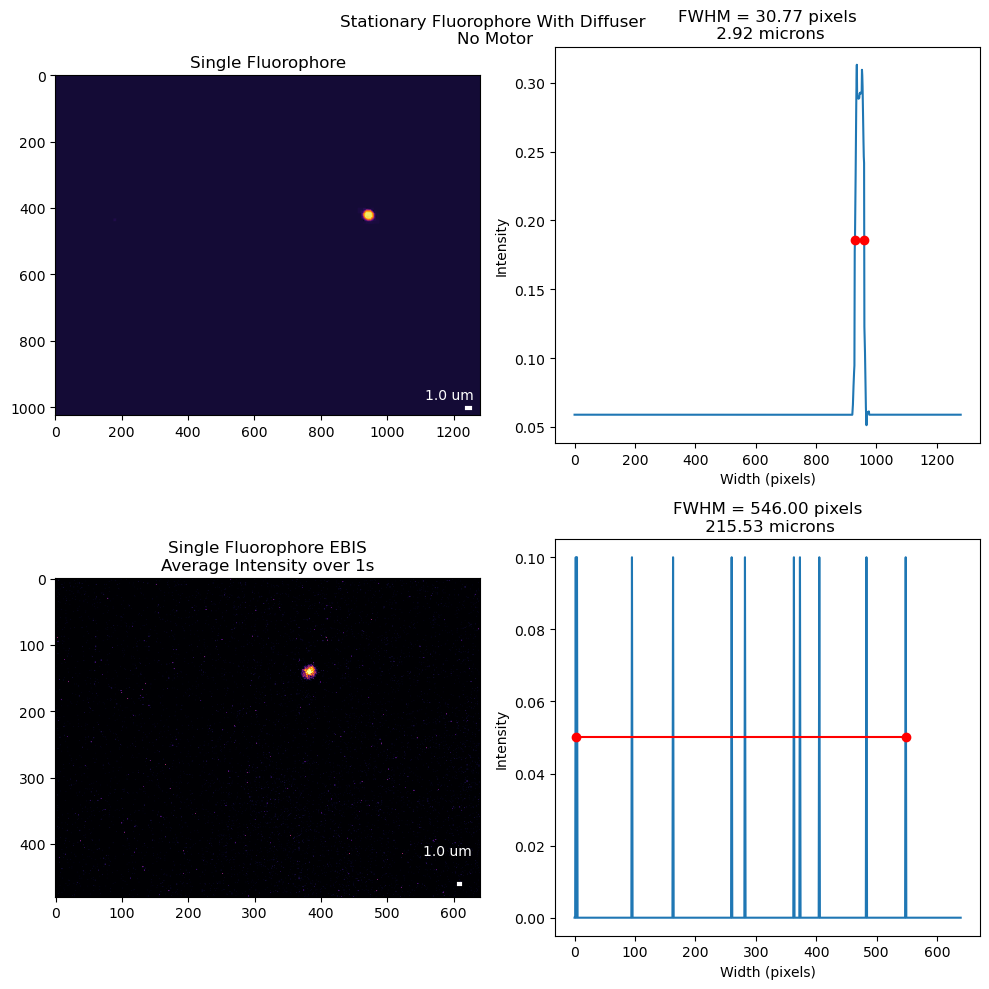 Stationary Fluorophore With Diffuser
No Motor
Single Fluorophore
0
200
400
600
800
1000
0 200 400 600 800 1000 1200
1.0 um
FWHM = 30.77 pixels
2.92 microns
Intensity
0.30
0.25
0.20
0.15
0.10
0.05
0 200 400 600 800 1000 1200
Width (pixels)
Single Fluorophore EBIS
Average Intensity over 1s
0
100
200
300
400
0 100 200 300 400 500 600
1.0 um
FWHM = 546.00 pixels
215.53 microns
Intensity
0.10
0.08
0.06
0.04
0.02
0.00
0 100 200 300 400 500 600
Width (pixels)